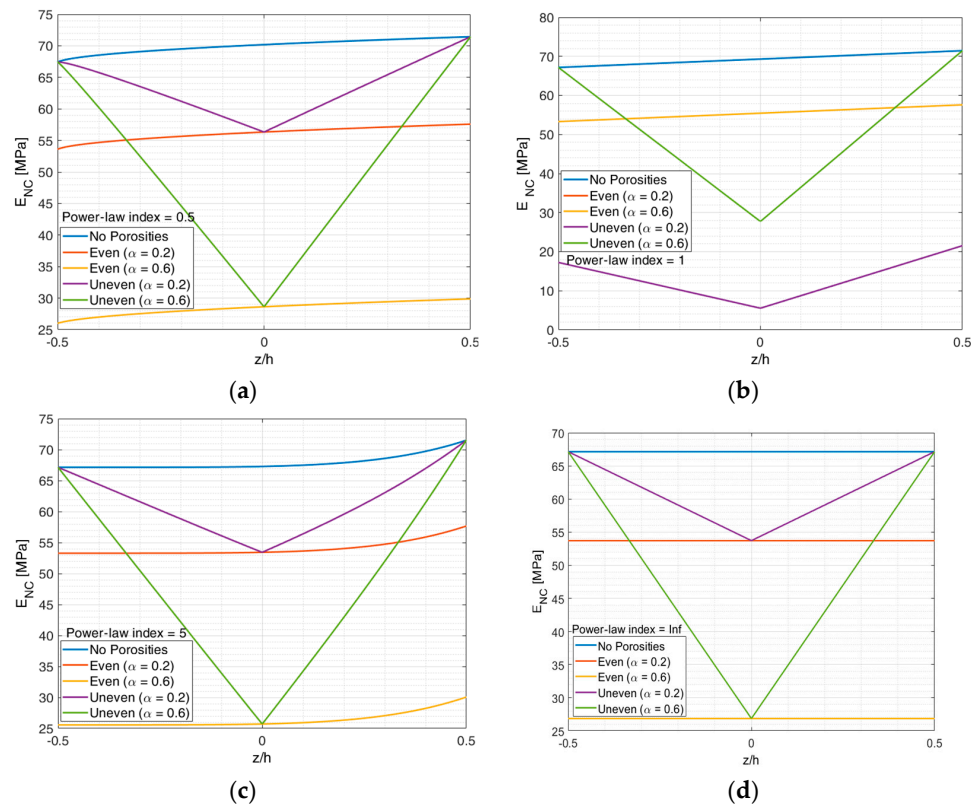 75
70
65
60
55
50
45
40
35
30
25
E_NC [MPa]
Power-law index = 0.5
No Porosities
Even (α = 0.2)
Even (α = 0.6)
Uneven (α = 0.2)
Uneven (α = 0.6)
-0.5 0 0.5
z/h
(a)
80
70
60
50
40
30
20
10
0
E_NC [MPa]
No Porosities
Even (α = 0.2)
Even (α = 0.6)
Uneven (α = 0.2)
Uneven (α = 0.6)
Power-law index = 1
-0.5 0 0.5
z/h
(b)
75
70
65
60
55
50
45
40
35
30
25
E_NC [MPa]
Power-law index = 5
No Porosities
Even (α = 0.2)
Even (α = 0.6)
Uneven (α = 0.2)
Uneven (α = 0.6)
-0.5 0 0.5
z/h
(c)
70
65
60
55
50
45
40
35
30
25
E_NC [MPa]
Power-law index = Inf
No Porosities
Even (α = 0.2)
Even (α = 0.6)
Uneven (α = 0.2)
Uneven (α = 0.6)
-0.5 0 0.5
z/h
(d)